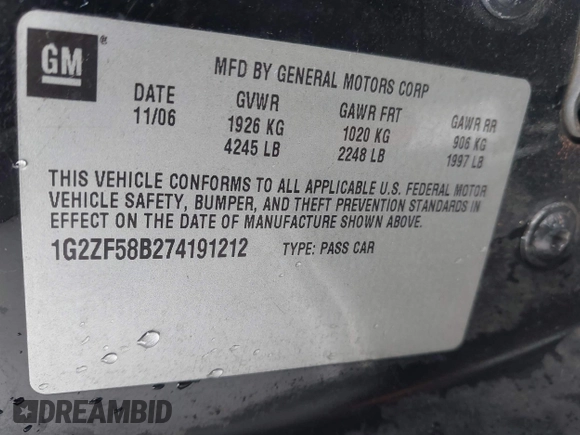 GM ®
MFD BY GENERAL MOTORS CORP
DATE GVWR GAWR FRT GAWR RR
11/06 1926 KG 1020 KG 906 KG
4245 LB 2248 LB 1997 LB
THIS VEHICLE CONFORMS TO ALL APPLICABLE U.S. FEDERAL MOTOR
VEHICLE SAFETY, BUMPER, AND THEFT PREVENTION STANDARDS IN
EFFECT ON THE DATE OF MANUFACTURE SHOWN ABOVE.
1G2ZF58B274191212 TYPE: PASS CAR
DREAMBID